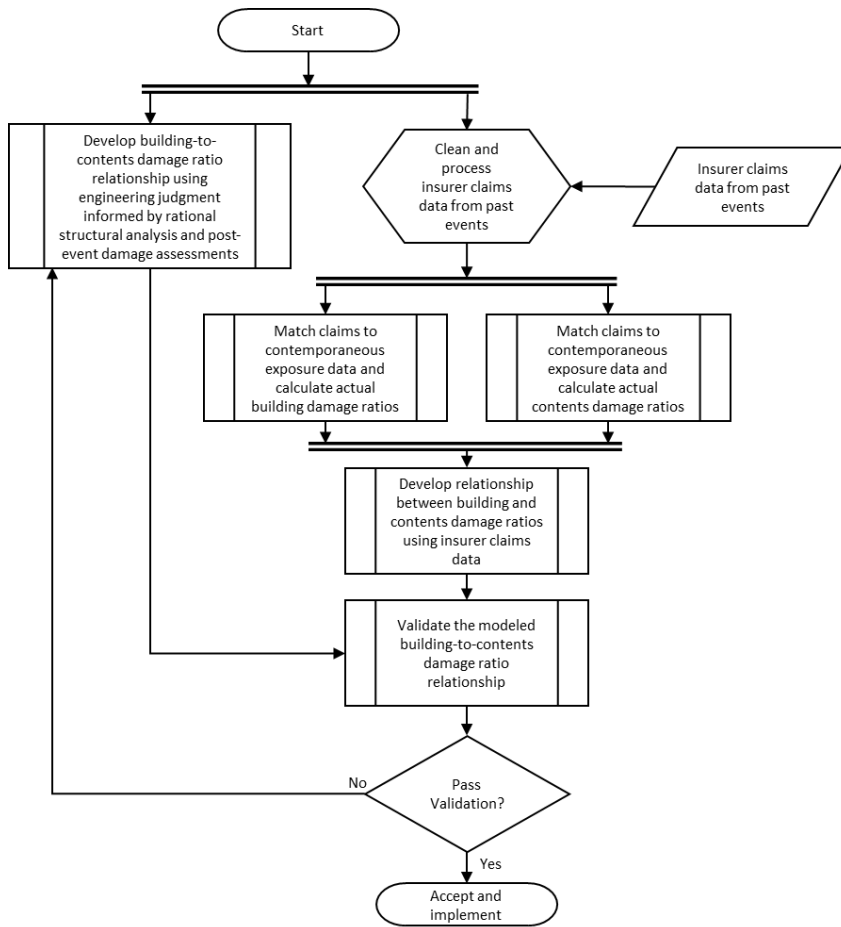 Start
Develop building-to-
contents damage ratio
relationship using
engineering judgment
informed by rational
structural analysis and post-
event damage assessments
Clean and
process
insurer claims
data from past
events
Insurer claims
data from past
events
Match claims to
contemporaneous
exposure data and
calculate actual
building damage ratios
Match claims to
contemporaneous
exposure data and
calculate actual
contents damage ratios
Develop relationship
between building and
contents damage ratios
using insurer claims
data
Validate the modeled
building-to-contents
damage ratio
relationship
No
Pass
Validation?
Yes
Accept and
implement